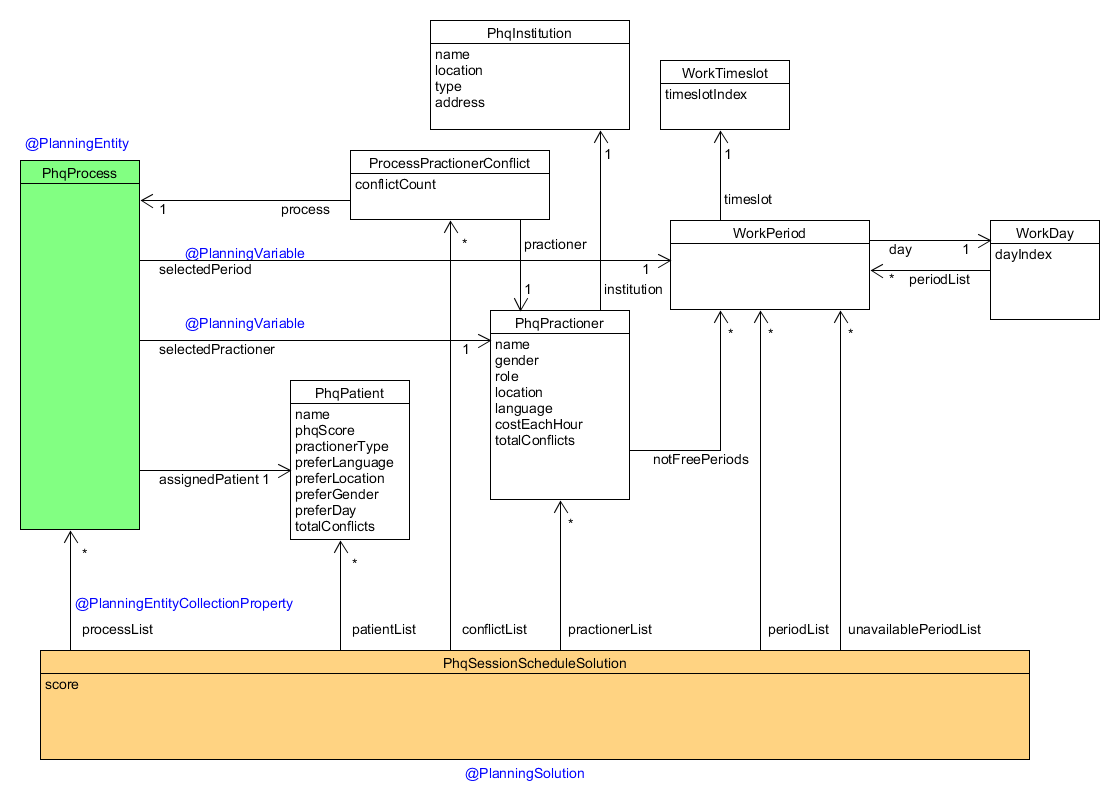 PhqInstitution
name
location
type
address
WorkTimeslot
timeslotIndex
@PlanningEntity
PhqProcess
ProcessPractionerConflict
conflictCount
1
1
1
process
timeslot
*
practioner
WorkPeriod
WorkDay
dayIndex
day
1
@PlanningVariable
selectedPeriod
1
*
periodList
1
institution
@PlanningVariable
selectedPractioner
1
PhqPractioner
name
gender
role
location
language
costEachHour
totalConflicts
*
*
*
PhqPatient
name
phqScore
practionerType
preferLanguage
preferLocation
preferGender
preferDay
totalConflicts
assignedPatient 1
notFreePeriods
*
*
*
@PlanningEntityCollectionProperty
processList
patientList
conflictList
practionerList
periodList
unavailablePeriodList
PhqSessionScheduleSolution
score
@PlanningSolution